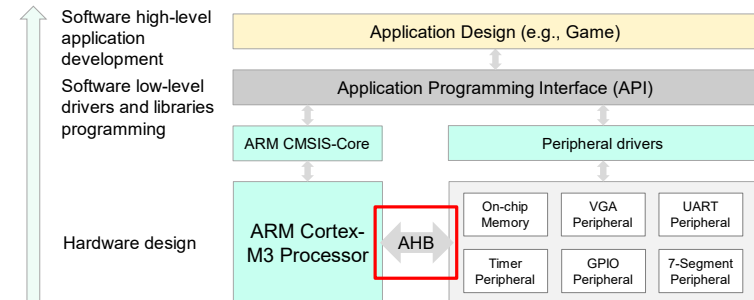 Software high-level
application
development
Application Design (e.g., Game)
Software low-level
drivers and libraries
programming
Application Programming Interface (API)
ARM CMSIS-Core
Peripheral drivers
Hardware design
ARM Cortex-
M3 Processor
AHB
On-chip
Memory
VGA
Peripheral
UART
Peripheral
Timer
Peripheral
GPIO
Peripheral
7-Segment
Peripheral